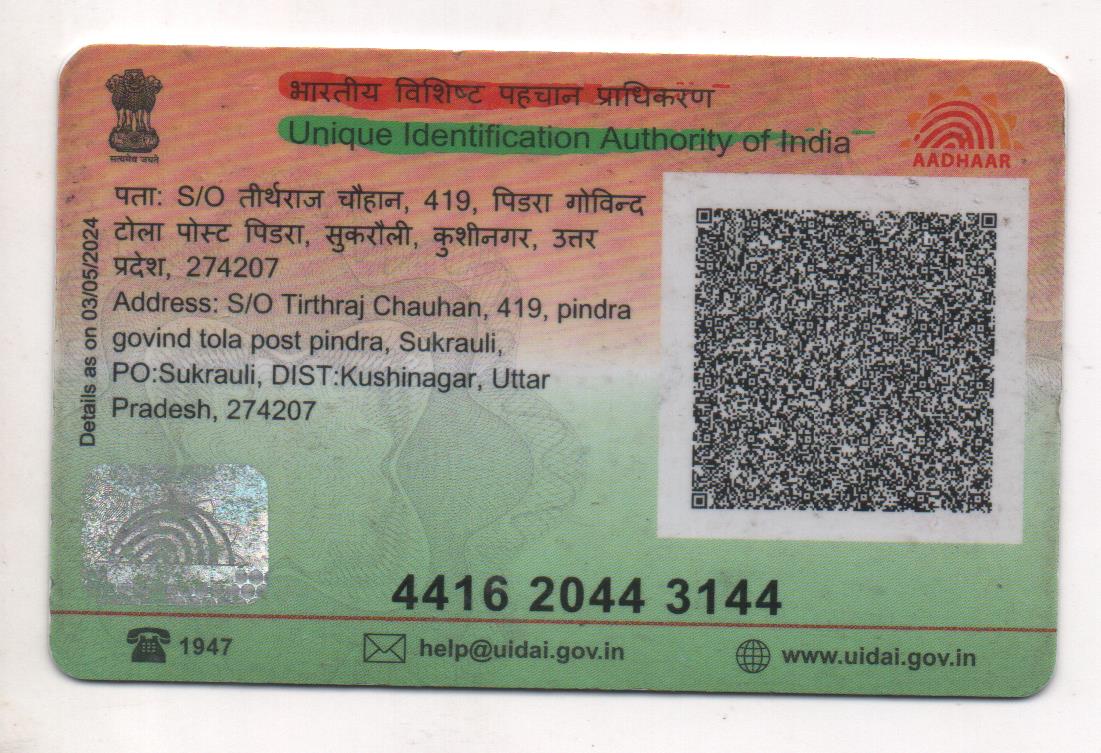 भारतीय विशिष्ट पहचान प्राधिकरण
Unique Identification Authority of India
सत्यमेव जयते
AADHAAR
पता: S/O तीर्थराज चौहान, 419, पिडरा गोविन्द
टोला पोस्ट पिडरा, सुकरौली, कुशीनगर, उत्तर
प्रदेश, 274207
Address: S/O Tirthraj Chauhan, 419, pindra
govind tola post pindra, Sukrauli,
PO:Sukrauli, DIST:Kushinagar, Uttar
Pradesh, 274207
Details as on 03/05/2024
4416 2044 3144
1947
help@uidai.gov.in
www.uidai.gov.in